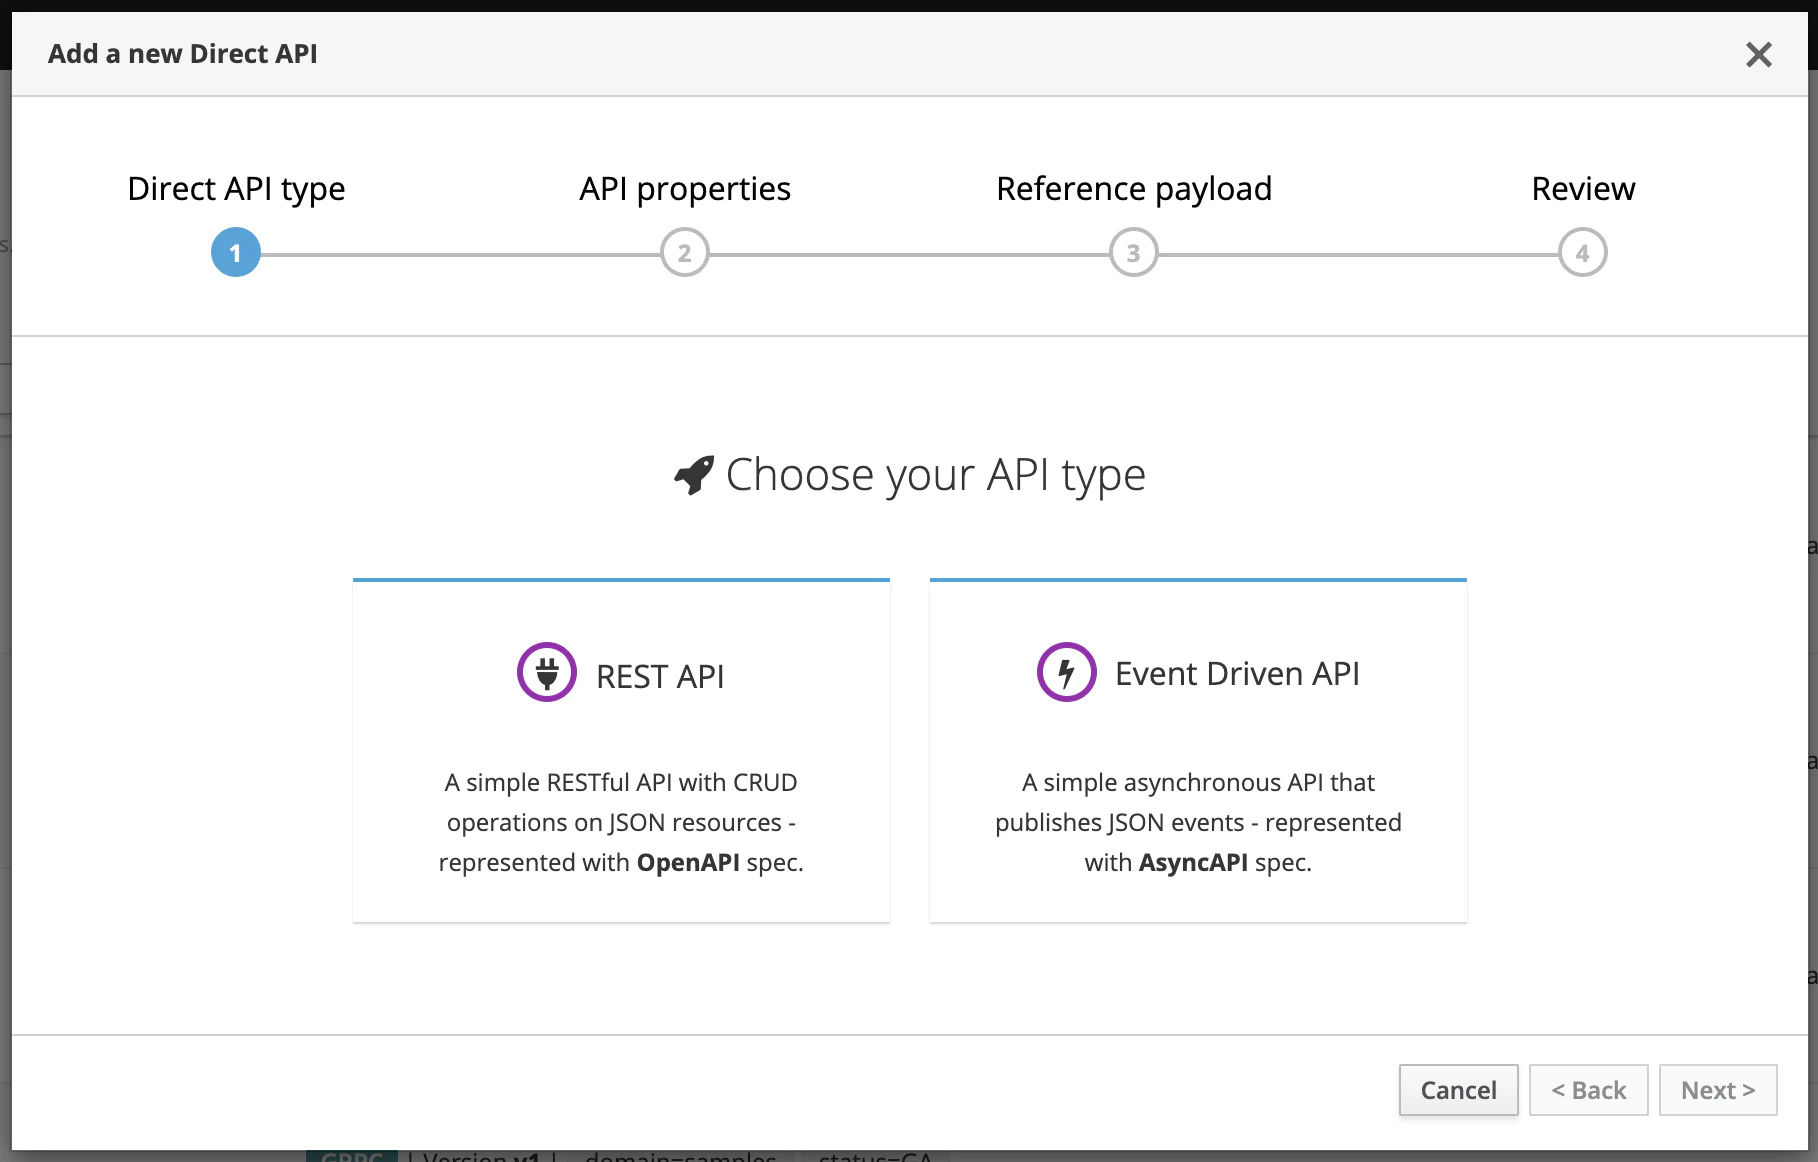 Add a new Direct API
Direct API type
API properties
Reference payload
Review
1
2
3
4
Choose your API type
REST API
A simple RESTful API with CRUD
operations on JSON resources -
represented with OpenAPI spec.
Event Driven API
A simple asynchronous API that
publishes JSON events - represented
with AsyncAPI spec.
Cancel
< Back
Next >
GRPC | Version v1 | domain=samples status=GA